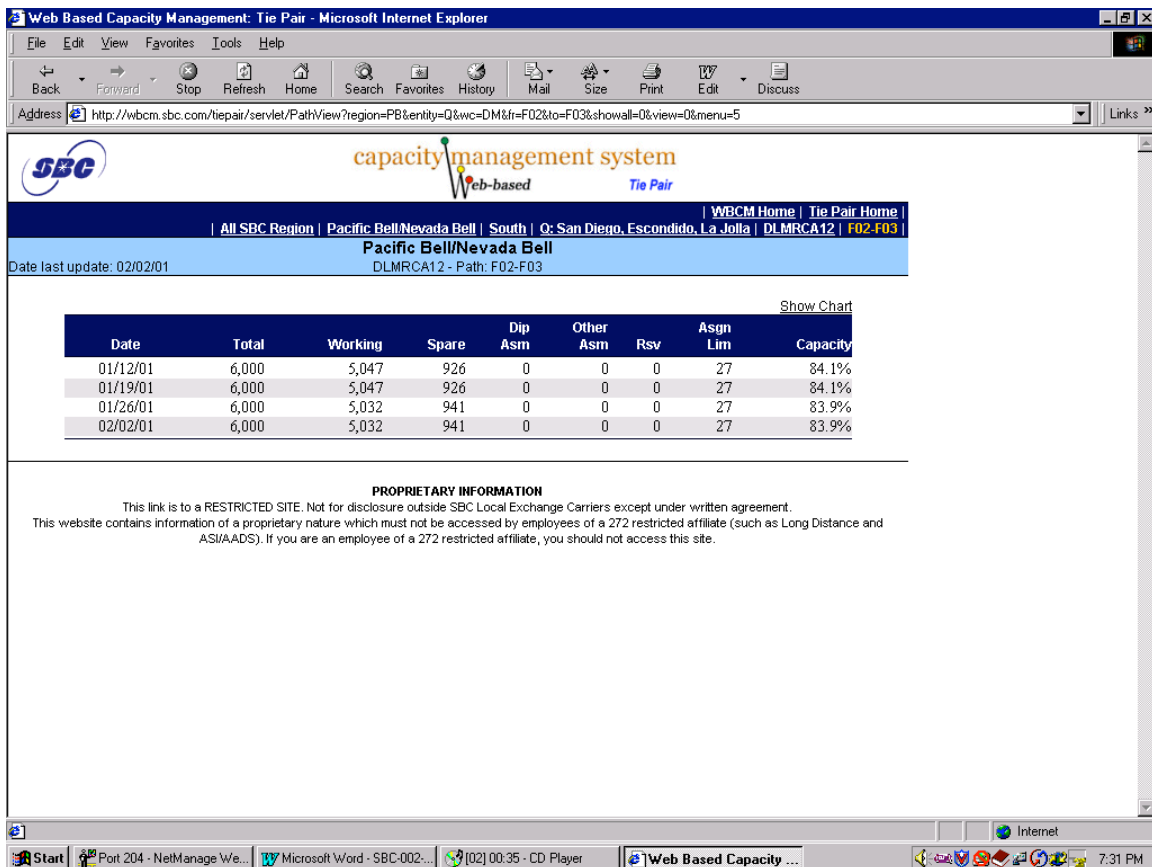 Web Based Capacity Management: Tie Pair - Microsoft Internet Explorer
File Edit View Favorites Tools Help
Back Forward Stop Refresh Home Search Favorites History Mail Size Print Edit Discuss
Address http://wbcm.sbc.com/tiepair/servlet/PathView?region=PB&entity=Q&wc=DM&fr=F02&to=F03&showall=0&view=0&menu=5 Links »
SBC
capacity management system
Web-based Tie Pair
| WBCM Home | Tie Pair Home |
| All SBC Region | Pacific Bell/Nevada Bell | South | Q: San Diego, Escondido, La Jolla | DLMRCA12 | F02-F03 |
Pacific Bell/Nevada Bell
Date last update: 02/02/01 DLMRCA12 - Path: F02-F03
Show Chart
Date Total Working Spare Dip Asm Other Asm Rsv Asgn Lim Capacity
01/12/01 6,000 5,047 926 0 0 0 27 84.1%
01/19/01 6,000 5,047 926 0 0 0 27 84.1%
01/26/01 6,000 5,032 941 0 0 0 27 83.9%
02/02/01 6,000 5,032 941 0 0 0 27 83.9%
PROPRIETARY INFORMATION
This link is to a RESTRICTED SITE. Not for disclosure outside SBC Local Exchange Carriers except under written agreement.
This website contains information of a proprietary nature which must not be accessed by employees of a 272 restricted affiliate (such as Long Distance and
ASI/AADS). If you are an employee of a 272 restricted affiliate, you should not access this site.
Internet
Start Port 204 - NetManage We... Microsoft Word - SBC-002-... [02] 00:35 - CD Player Web Based Capacity ... 7:31 PM